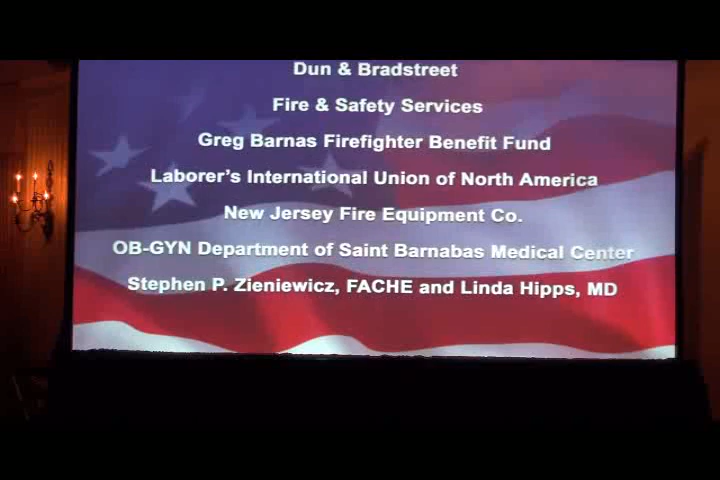 Dun & Bradstreet
Fire & Safety Services
Greg Barnas Firefighter Benefit Fund
Laborer's International Union of North America
New Jersey Fire Equipment Co.
OB-GYN Department of Saint Barnabas Medical Center
Stephen P. Zieniewicz, FACHE and Linda Hipps, MD